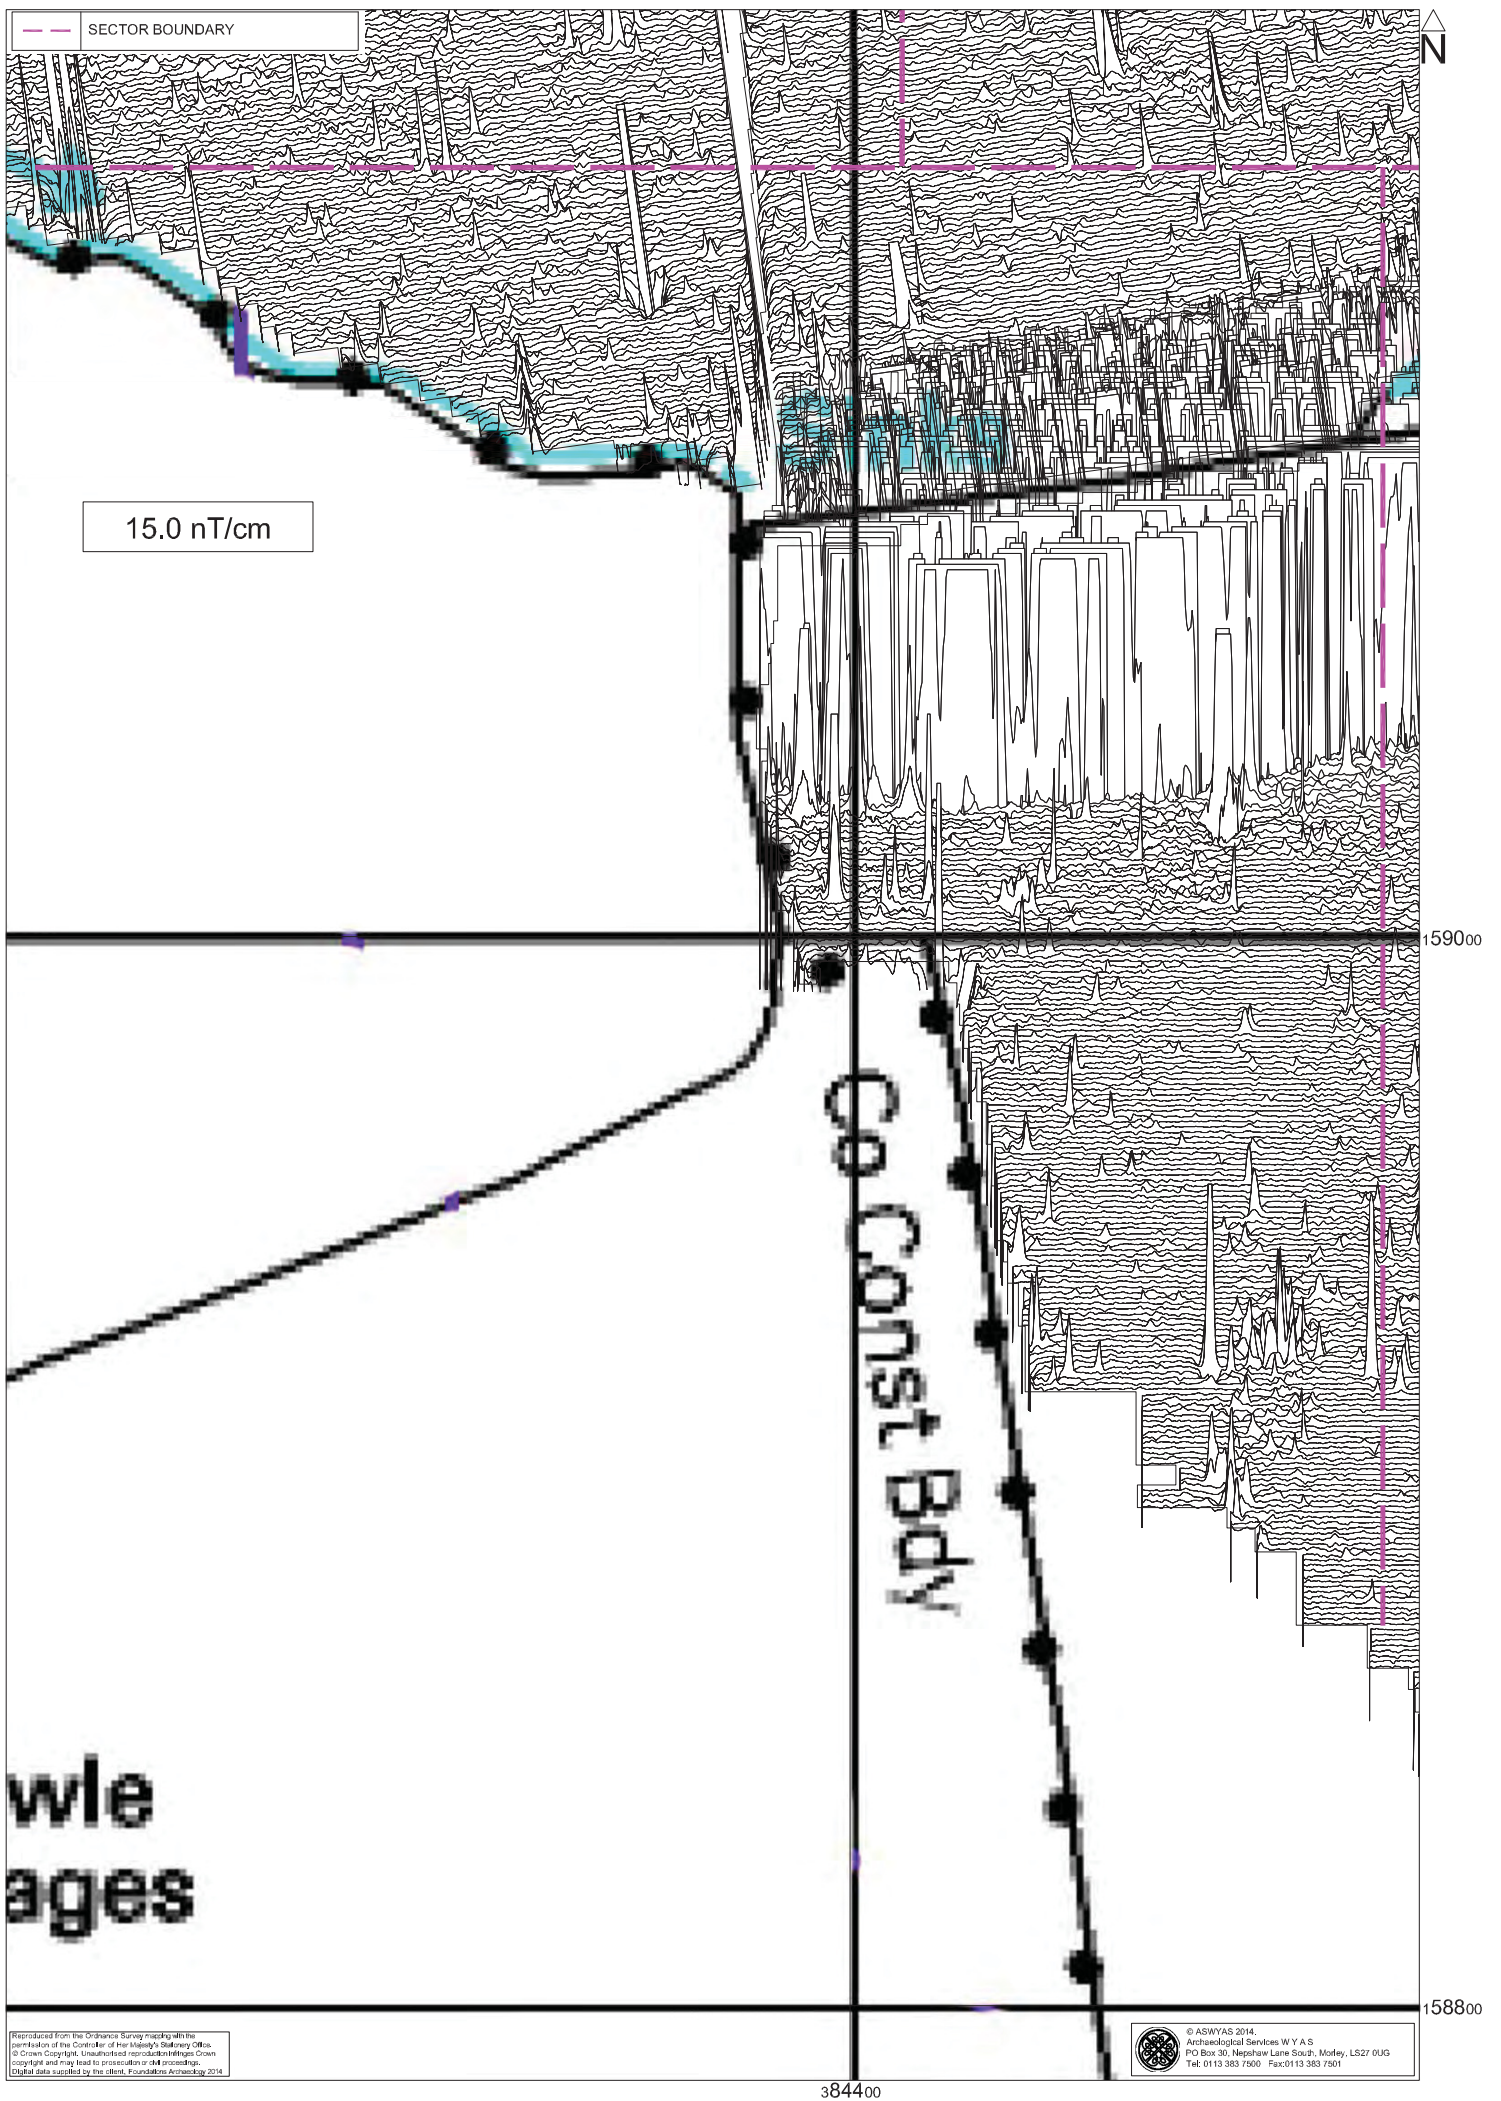 SECTOR BOUNDARY
N
15.0 nT/cm
159000
Co Const Bdy
wle
ages
158800
Reproduced from the Ordnance Survey mapping with the
permission of the Controller of Her Majesty's Stationery Office.
© Crown Copyright. Unauthorised reproduction infringes Crown
copyright and may lead to prosecution or civil proceedings.
Digital data supplied by the client, Foundations Archaeology 2014
© ASWYAS 2014.
Archaeological Services W Y A S
PO Box 30, Nepshaw Lane South, Morley, LS27 0UG
Tel: 0113 383 7500 Fax:0113 383 7501
384400